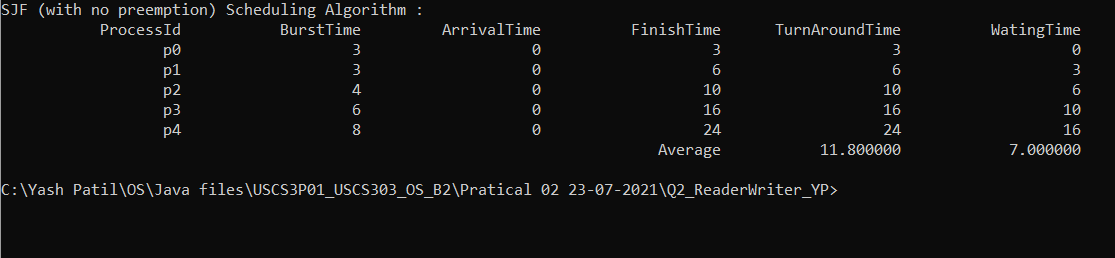 SJF (with no preemption) Scheduling Algorithm :
ProcessId BurstTime ArrivalTime FinishTime TurnAroundTime WatingTime
p0 3 0 3 3 0
p1 3 0 6 6 3
p2 4 0 10 10 6
p3 6 0 16 16 10
p4 8 0 24 24 16
Average 11.800000 7.000000
C:\Yash Patil\OS\Java files\USCS3P01_USCS303_OS_B2\Pratical 02 23-07-2021\Q2_ReaderWriter_YP>